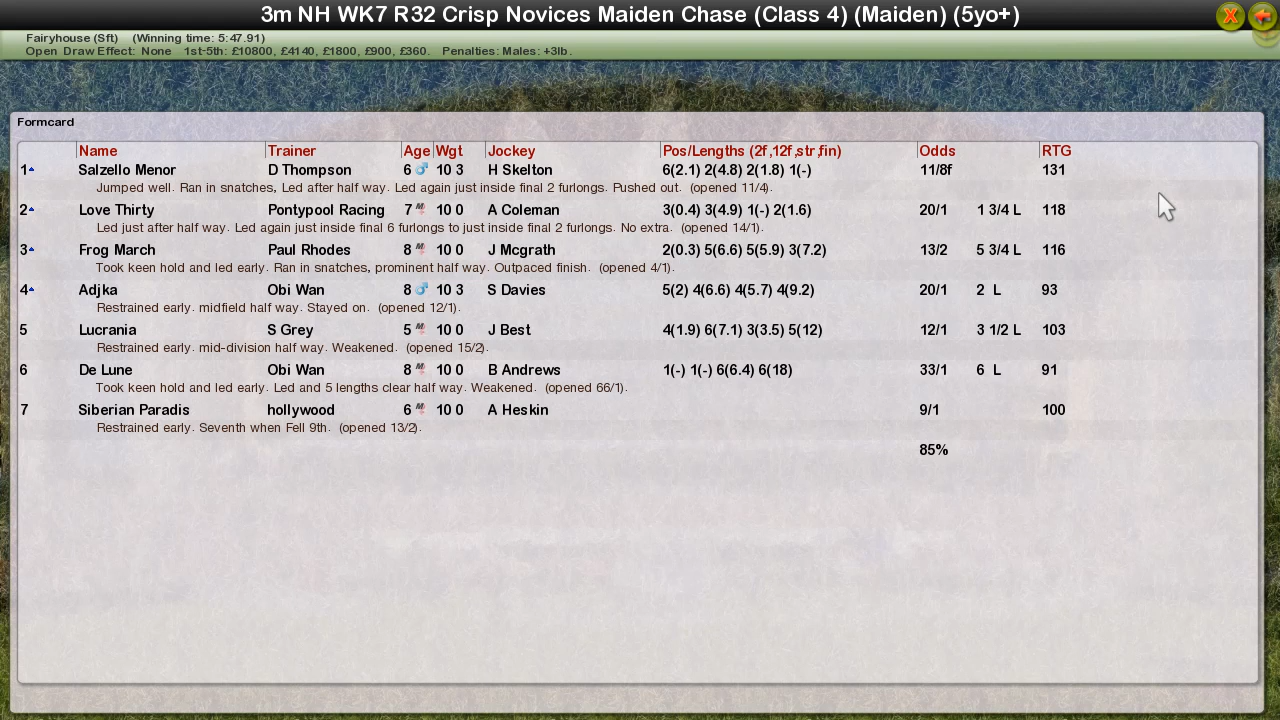 3m NH WK7 R32 Crisp Novices Maiden Chase (Class 4) (Maiden) (5yo+)
X
Fairyhouse (Sft) (Winning time: 5:47.91)
Open Draw Effect: None 1st-5th: £10800, £4140, £1800, £900, £360. Penalties: Males: +3lb.
Formcard
Name Trainer Age Wgt Jockey Pos/Lengths (2f,12f,str,fin) Odds RTG
1 Salzello Menor D Thompson 6 10 3 H Skelton 6(2.1) 2(4.8) 2(1.8) 1(-) 11/8f 131
Jumped well. Ran in snatches, Led after half way. Led again just inside final 2 furlongs. Pushed out. (opened 11/4).
2 Love Thirty Pontypool Racing 7 10 0 A Coleman 3(0.4) 3(4.9) 1(-) 2(1.6) 20/1 1 3/4 L 118
Led just after half way. Led again just inside final 6 furlongs to just inside final 2 furlongs. No extra. (opened 14/1).
3 Frog March Paul Rhodes 8 10 0 J Mcgrath 2(0.3) 5(6.6) 5(5.9) 3(7.2) 13/2 5 3/4 L 116
Took keen hold and led early. Ran in snatches, prominent half way. Outpaced finish. (opened 4/1).
4 Adjka Obi Wan 8 10 3 S Davies 5(2) 4(6.6) 4(5.7) 4(9.2) 20/1 2 L 93
Restrained early. midfield half way. Stayed on. (opened 12/1).
5 Lucrania S Grey 5 10 0 J Best 4(1.9) 6(7.1) 3(3.5) 5(12) 12/1 3 1/2 L 103
Restrained early. mid-division half way. Weakened. (opened 15/2).
6 De Lune Obi Wan 8 10 0 B Andrews 1(-) 1(-) 6(6.4) 6(18) 33/1 6 L 91
Took keen hold and led early. Led and 5 lengths clear half way. Weakened. (opened 66/1).
7 Siberian Paradis hollywood 6 10 0 A Heskin 9/1 100
Restrained early. Seventh when Fell 9th. (opened 13/2).
85%